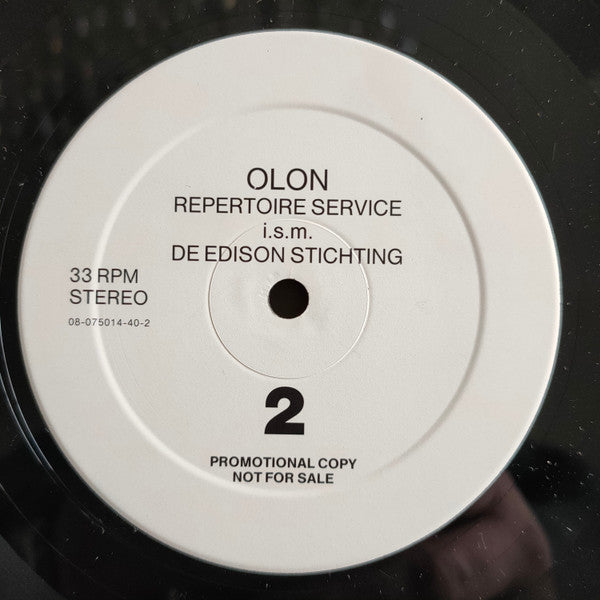 OLON
REPERTOIRE SERVICE
i.s.m.
DE EDISON STICHTING
33 RPM
STEREO
08-075014-40-2
2
PROMOTIONAL COPY
NOT FOR SALE